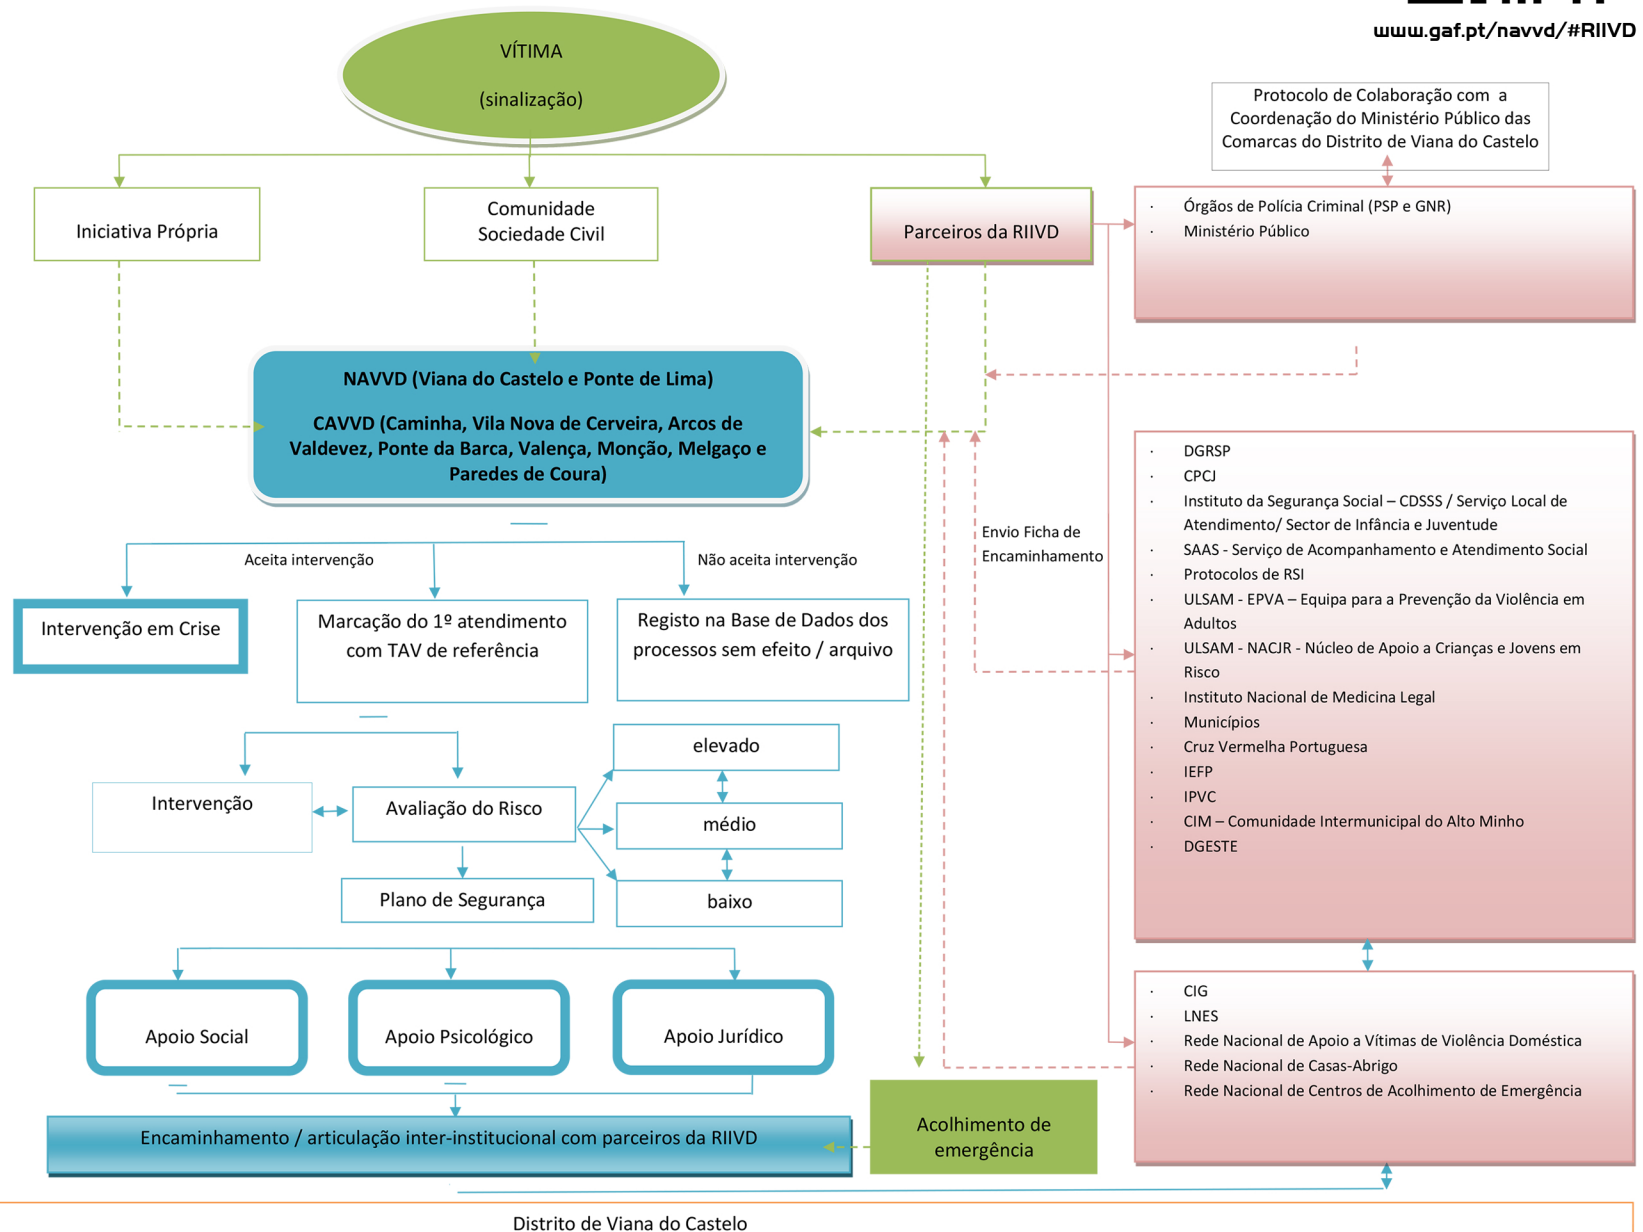 www.gaf.pt/navvd/#RIIVD
VÍTIMA
(sinalização)
Protocolo de Colaboração com a
Coordenação do Ministério Público das
Comarcas do Distrito de Viana do Castelo
Iniciativa Própria
Comunidade
Sociedade Civil
Parceiros da RIIVD
· Órgãos de Polícia Criminal (PSP e GNR)
· Ministério Público
NAVVD (Viana do Castelo e Ponte de Lima)
CAVVD (Caminha, Vila Nova de Cerveira, Arcos de
Valdevez, Ponte da Barca, Valença, Monção, Melgaço e
Paredes de Coura)
Envio Ficha de
Encaminhamento
· DGRSP
· CPCJ
· Instituto da Segurança Social – CDSSS / Serviço Local de
Atendimento/ Sector de Infância e Juventude
· SAAS - Serviço de Acompanhamento e Atendimento Social
· Protocolos de RSI
· ULSAM - EPVA – Equipa para a Prevenção da Violência em
Adultos
· ULSAM - NACJR - Núcleo de Apoio a Crianças e Jovens em
Risco
· Instituto Nacional de Medicina Legal
· Municípios
· Cruz Vermelha Portuguesa
· IEFP
· IPVC
· CIM – Comunidade Intermunicipal do Alto Minho
· DGESTE
Aceita intervenção
Não aceita intervenção
Intervenção em Crise
Marcação do 1º atendimento
com TAV de referência
Registo na Base de Dados dos
processos sem efeito / arquivo
Intervenção
Avaliação do Risco
elevado
médio
baixo
Plano de Segurança
Apoio Social
Apoio Psicológico
Apoio Jurídico
· CIG
· LNES
· Rede Nacional de Apoio a Vítimas de Violência Doméstica
· Rede Nacional de Casas-Abrigo
· Rede Nacional de Centros de Acolhimento de Emergência
Encaminhamento / articulação inter-institucional com parceiros da RIIVD
Acolhimento de
emergência
Distrito de Viana do Castelo